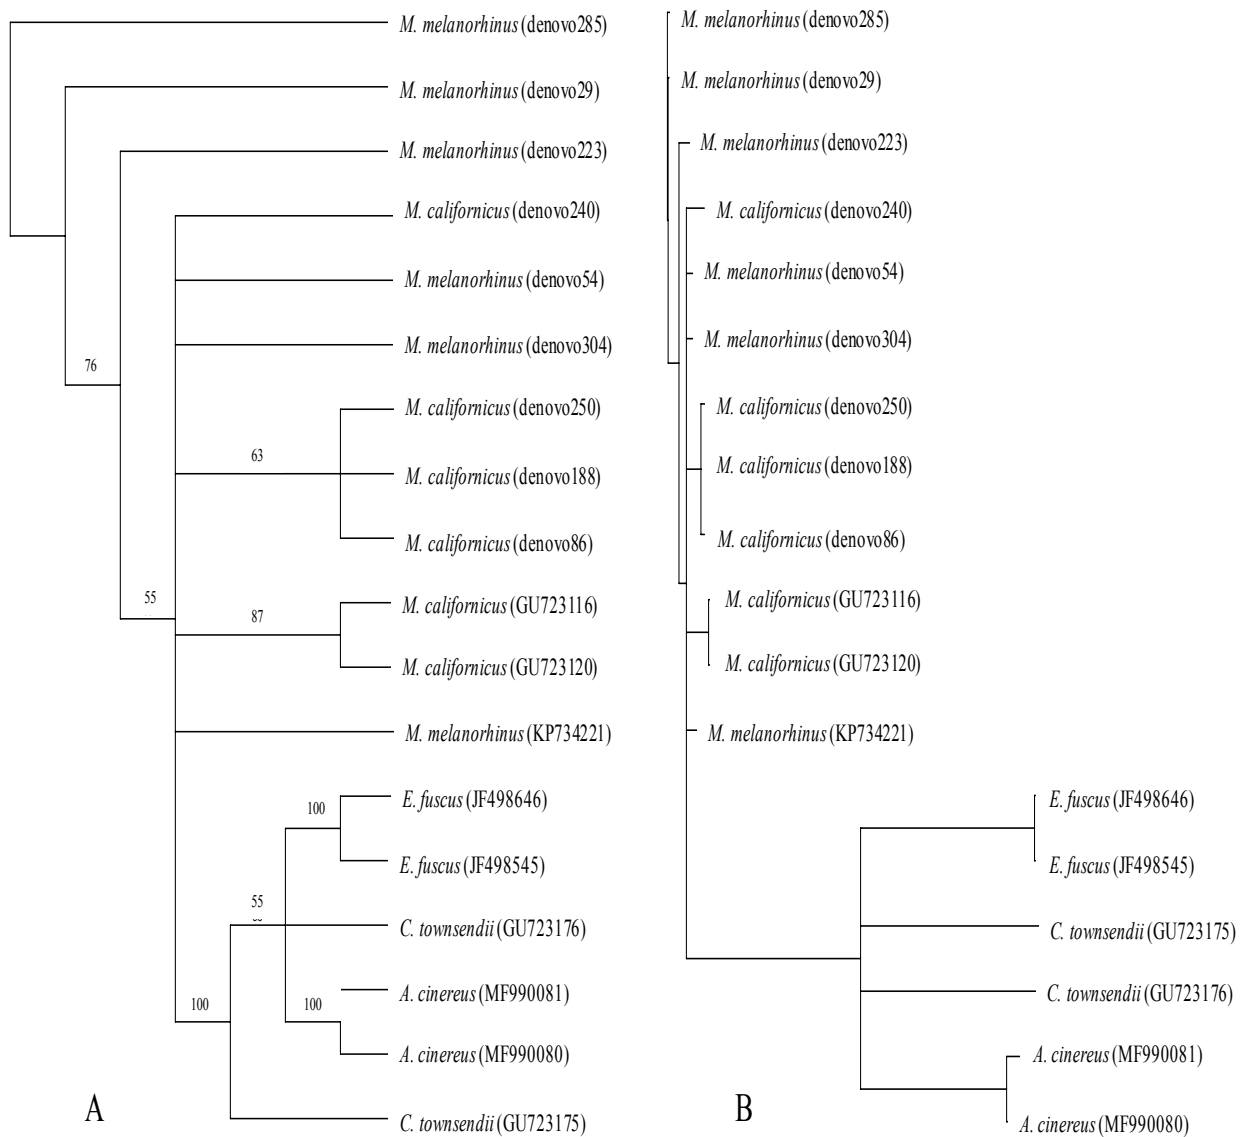 M. melanorhinus (denovo285)
M. melanorhinus (denovo29)
M. melanorhinus (denovo223)
M. californicus (denovo240)
M. melanorhinus (denovo54)
M. melanorhinus (denovo304)
76
M. californicus (denovo250)
63
M. californicus (denovo188)
M. californicus (denovo86)
55
M. californicus (GU723116)
87
M. californicus (GU723120)
M. melanorhinus (KP734221)
E. fuscus (JF498646)
100
E. fuscus (JF498545)
55
C. townsendii (GU723176)
A. cinereus (MF990081)
100
100
A. cinereus (MF990080)
C. townsendii (GU723175)
A
M. melanorhinus (denovo285)
M. melanorhinus (denovo29)
M. melanorhinus (denovo223)
M. californicus (denovo240)
M. melanorhinus (denovo54)
M. melanorhinus (denovo304)
M. californicus (denovo250)
M. californicus (denovo188)
M. californicus (denovo86)
M. californicus (GU723116)
M. californicus (GU723120)
M. melanorhinus (KP734221)
E. fuscus (JF498646)
E. fuscus (JF498545)
C. townsendii (GU723175)
C. townsendii (GU723176)
A. cinereus (MF990081)
A. cinereus (MF990080)
B